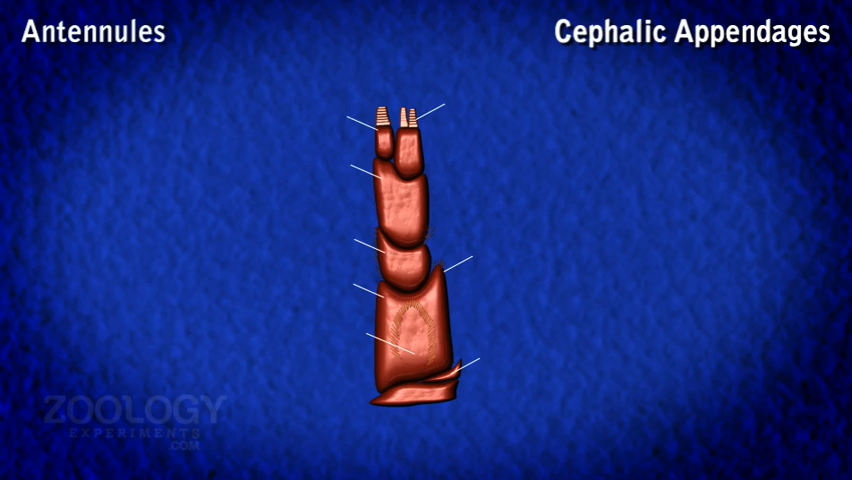 Antennules
Cephalic Appendages
ZOOLOGY
EXPERIMENTS
.COM